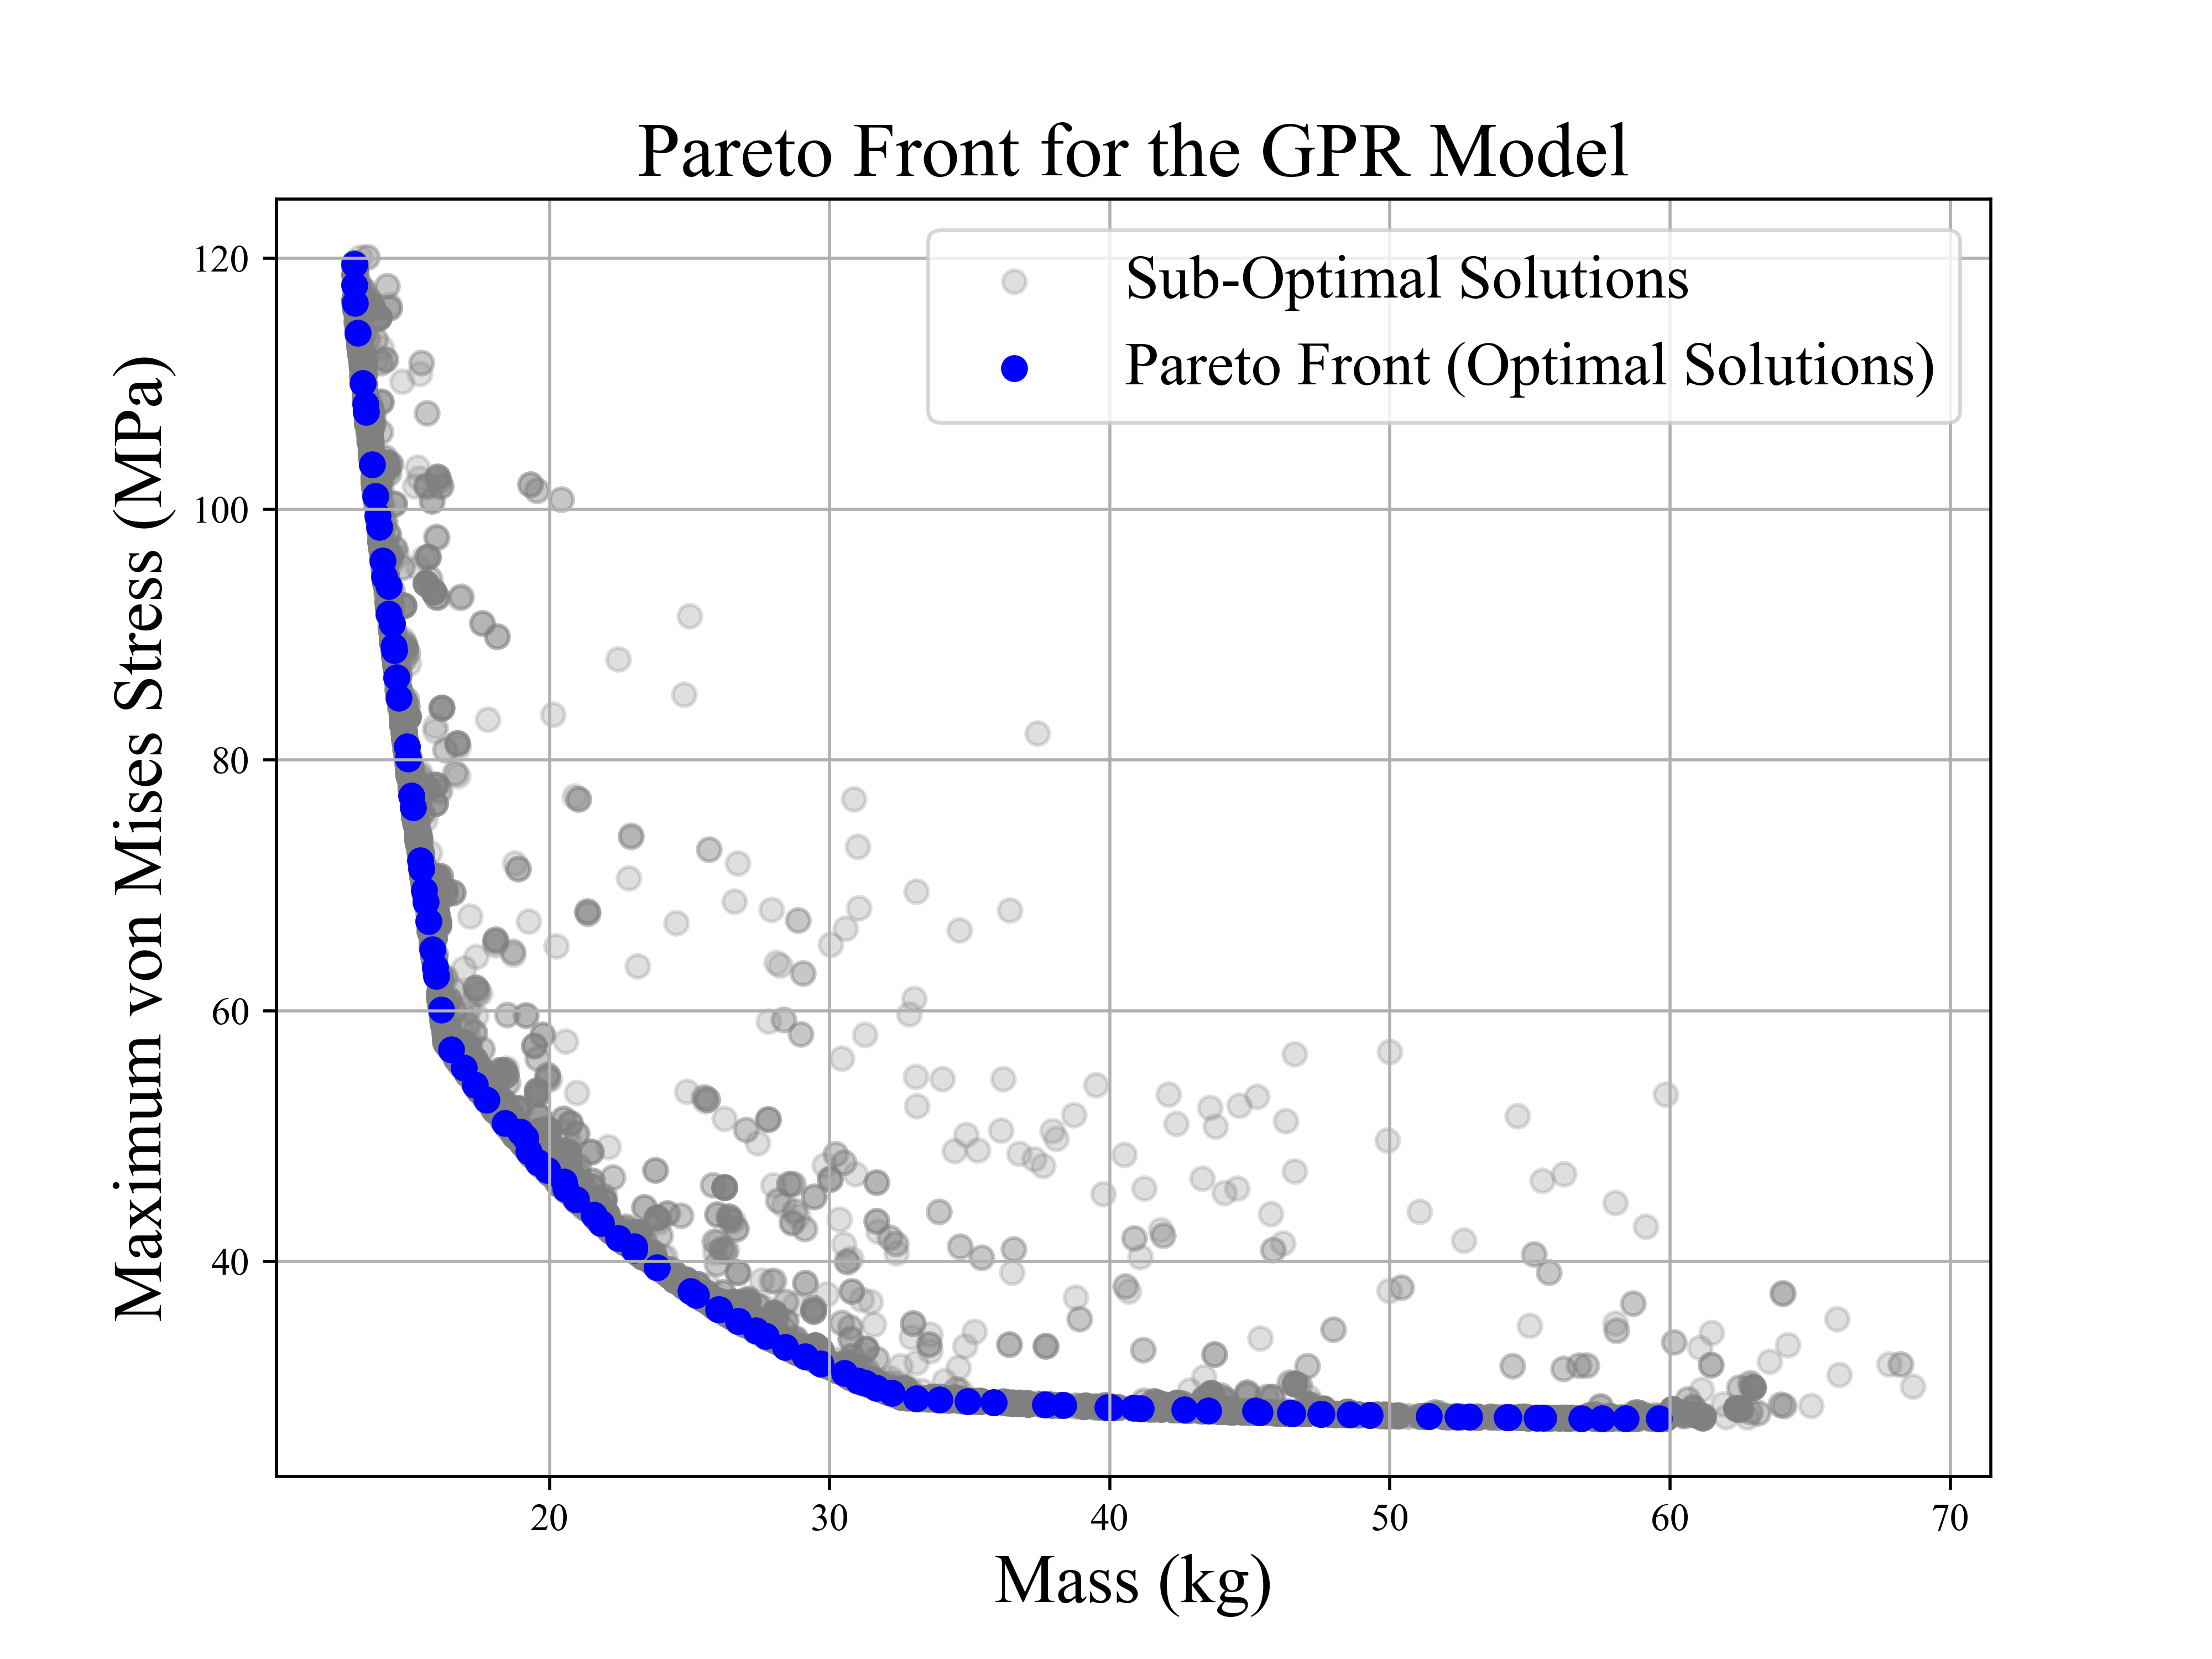 Pareto Front for the GPR Model
Sub-Optimal Solutions
Pareto Front (Optimal Solutions)
Maximum von Mises Stress (MPa)
120
100
80
60
40
20 30 40 50 60 70
Mass (kg)